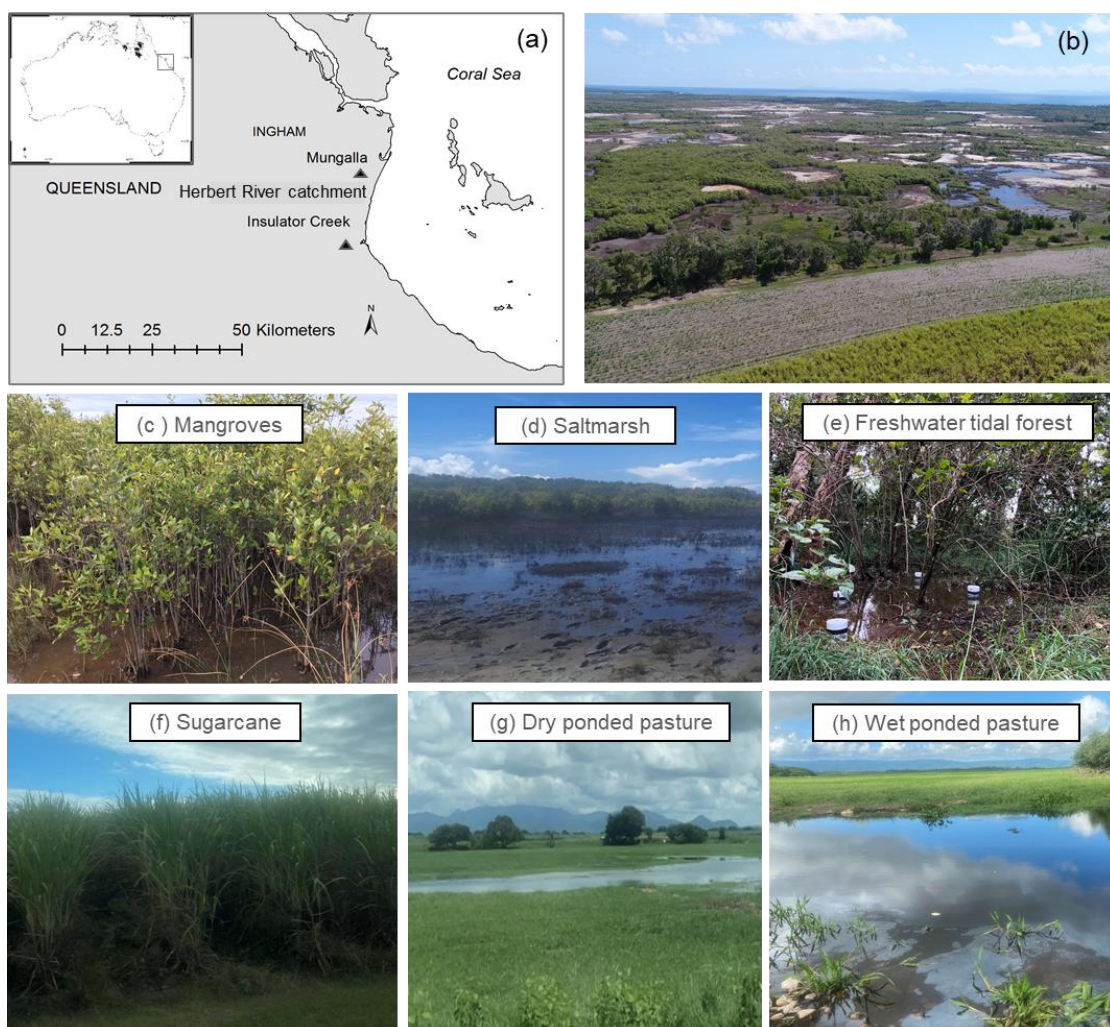 (a)
Coral Sea
INGHAM
Mungalla
QUEENSLAND
Herbert River catchment
Insulator Creek
N
0 12.5 25 50 Kilometers
(b)
(c ) Mangroves
(d) Saltmarsh
(e) Freshwater tidal forest
(f) Sugarcane
(g) Dry ponded pasture
(h) Wet ponded pasture